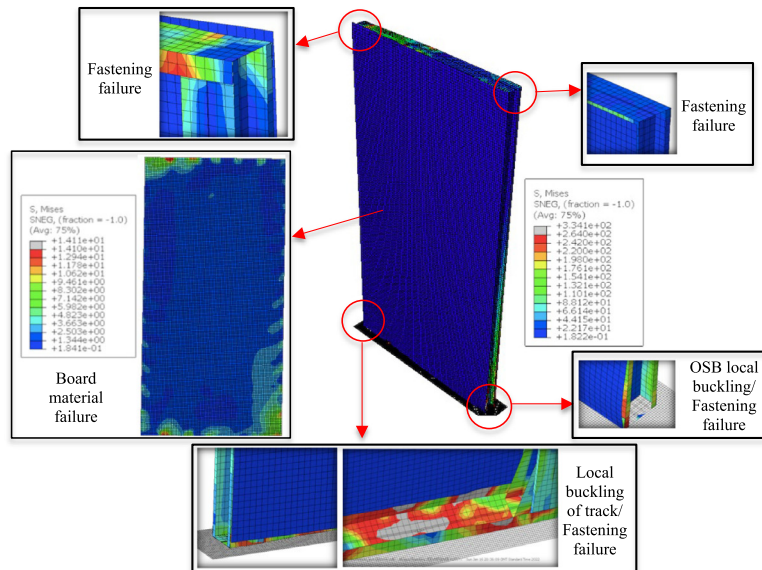 Fastening
failure
Fastening
failure
S, Mises
SNEG, (fraction = -1.0)
(Avg: 75%)
+1.411e+01
+1.410e+01
+1.294e+01
+1.178e+01
+1.062e+01
+9.461e+00
+8.302e+00
+7.142e+00
+5.982e+00
+4.823e+00
+3.663e+00
+2.503e+00
+1.344e+00
+1.841e-01
Board
material
failure
S, Mises
SNEG, (fraction = -1.0)
(Avg: 75%)
+3.341e+02
+2.640e+02
+2.420e+02
+2.200e+02
+1.980e+02
+1.761e+02
+1.541e+02
+1.321e+02
+1.101e+02
+8.812e+01
+6.614e+01
+4.415e+01
+2.217e+01
+1.822e-01
OSB local
buckling/
Fastening
failure
Local
buckling
of track/
Fastening
failure